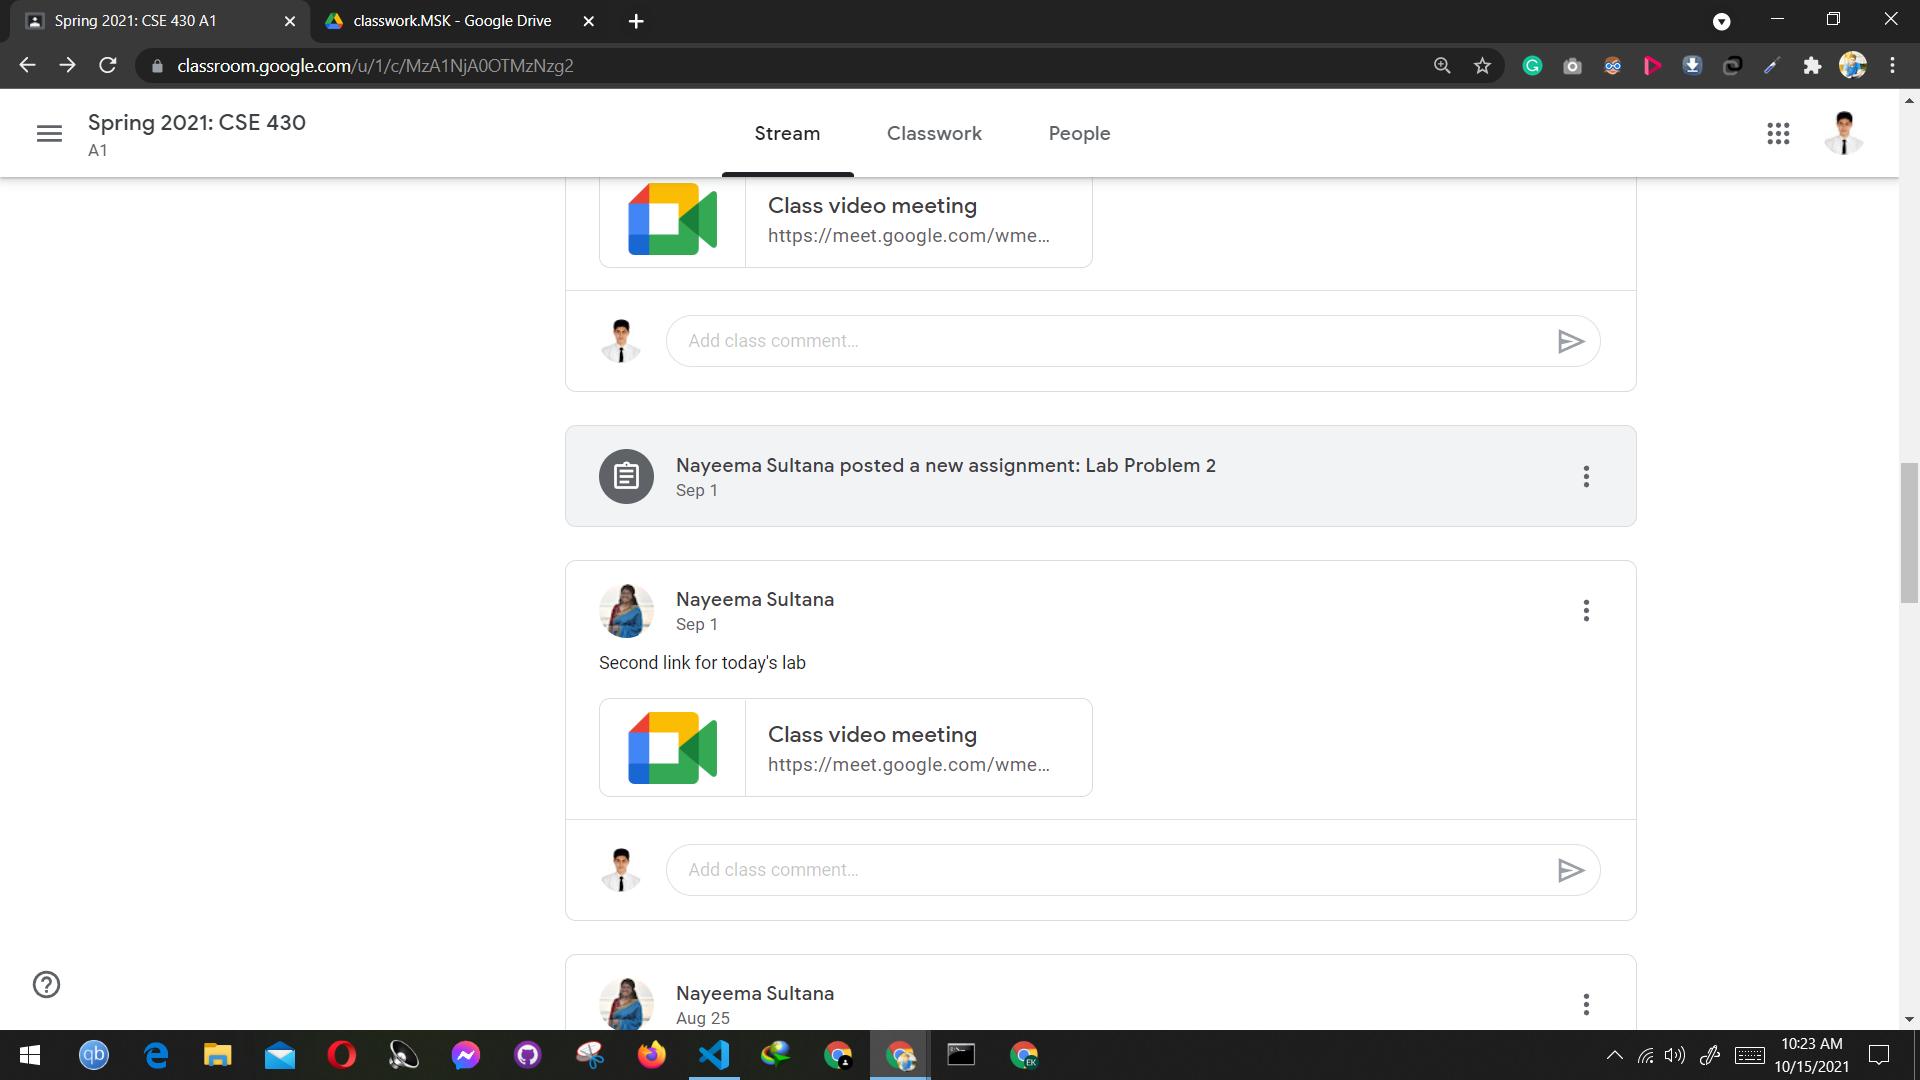 Spring 2021: CSE 430 A1
classwork.MSK - Google Drive
classroom.google.com/u/1/c/MzA1NjA0OTMzNzg2
Spring 2021: CSE 430
A1
Stream
Classwork
People
Class video meeting
https://meet.google.com/wme...
Add class comment...
Nayeema Sultana posted a new assignment: Lab Problem 2
Sep 1
Nayeema Sultana
Sep 1
Second link for today's lab
Class video meeting
https://meet.google.com/wme...
Add class comment...
Nayeema Sultana
Aug 25
qb
EK
10:23 AM
10/15/2021